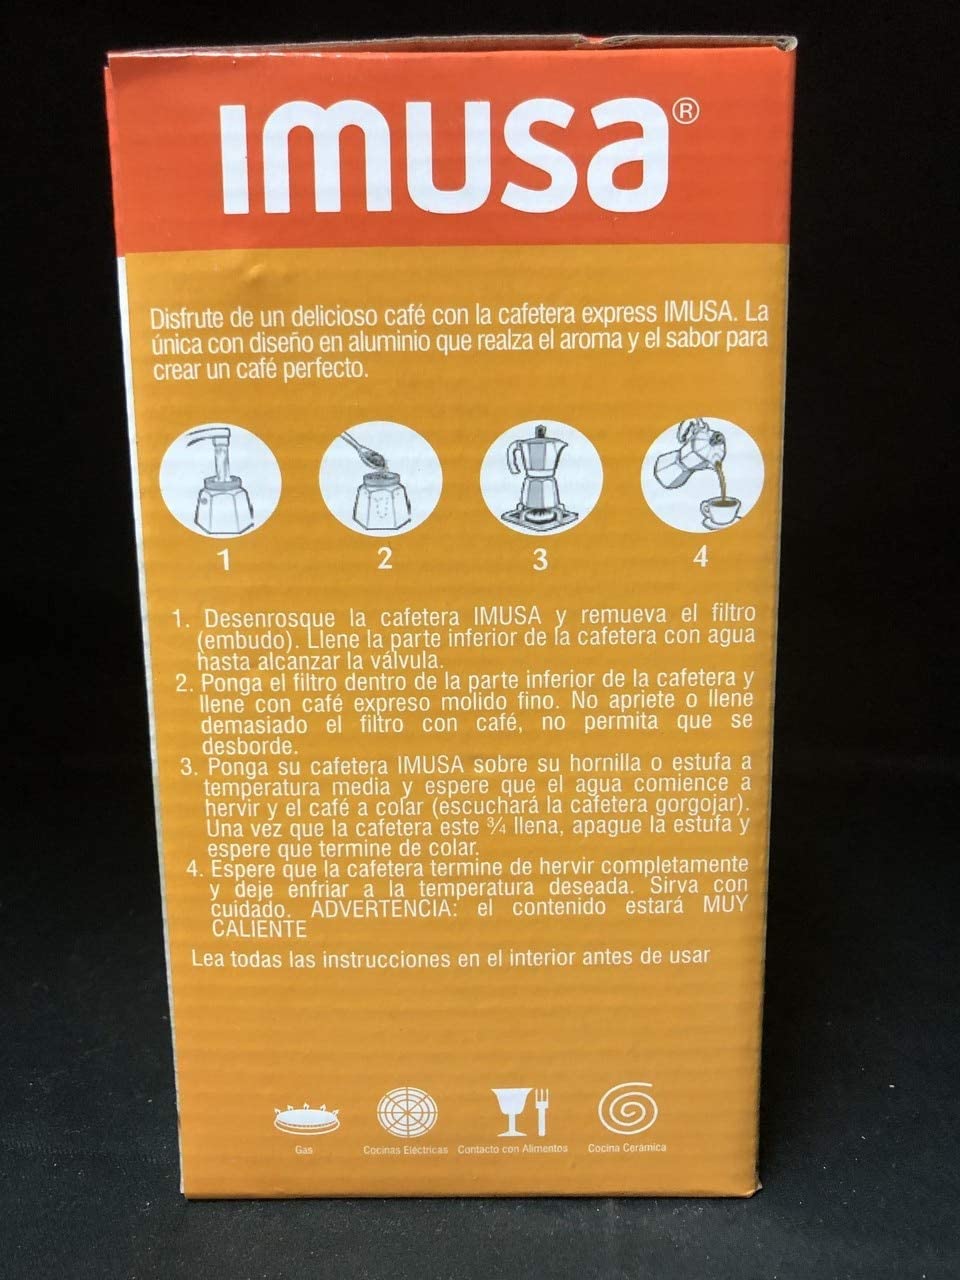 IMUSA®
Disfrute de un delicioso café con la cafetera express IMUSA. La
única con diseño en aluminio que realza el aroma y el sabor para
crear un café perfecto.
1 2 3 4
1. Desenrosque la cafetera IMUSA y remueva el filtro
(embudo). Llene la parte inferior de la cafetera con agua
hasta alcanzar la válvula.
2. Ponga el filtro dentro de la parte inferior de la cafetera y
llene con café expreso molido fino. No apriete o llene
demasiado el filtro con café, no permita que se
desborde.
3. Ponga su cafetera IMUSA sobre su hornilla o estufa a
temperatura media y espere que el agua comience a
hervir y el café a colar (escuchará la cafetera gorgojar).
Una vez que la cafetera este ¾ llena, apague la estufa y
espere que termine de colar.
4. Espere que la cafetera termine de hervir completamente
y deje enfriar a la temperatura deseada. Sirva con
cuidado. ADVERTENCIA: el contenido estará MUY
CALIENTE
Lea todas las instrucciones en el interior antes de usar
Gas Cocinas Eléctricas Contacto con Alimentos Cocina Cerámica